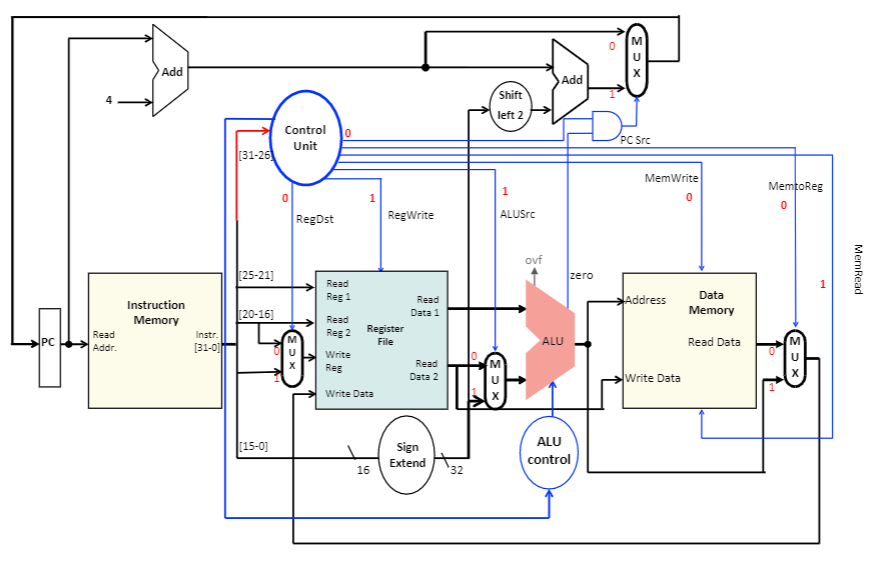 0
M
U
X
1
Add
4
Add
Shift
left 2
Control
Unit
0
PC Src
[31-26]
MemWrite
0
MemtoReg
0
0
RegDst
1
RegWrite
1
ALUSrc
MemRead
1
[25-21]
[20-16]
ovf
zero
Instruction
Memory
Read
Addr.
Instr.
[31-0]
PC
Read
Reg 1
Read
Reg 2
Register
File
Write
Reg
Write Data
Read
Data 1
Read
Data 2
0
M
U
X
1
0
M
U
X
1
ALU
Data
Memory
Address
Read Data
Write Data
0
M
U
X
1
[15-0]
16
Sign
Extend
32
ALU
control